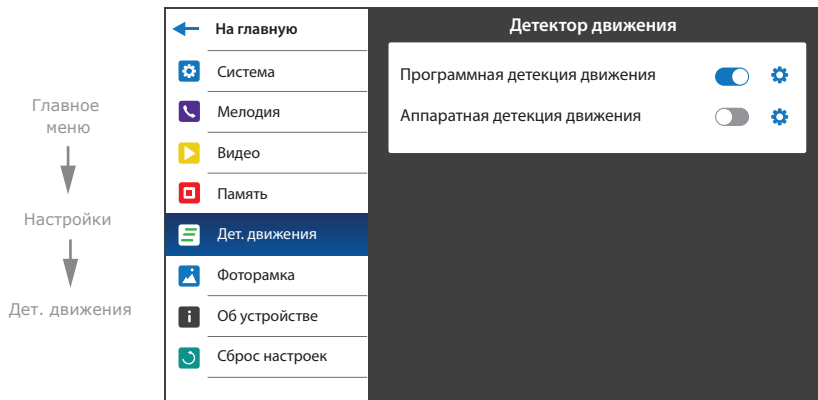 Главное
меню
Настройки
Дет. движения
На главную
Система
Мелодия
Видео
Память
Дет. движения
Фоторамка
Об устройстве
Сброс настроек
Детектор движения
Программная детекция движения
Аппаратная детекция движения